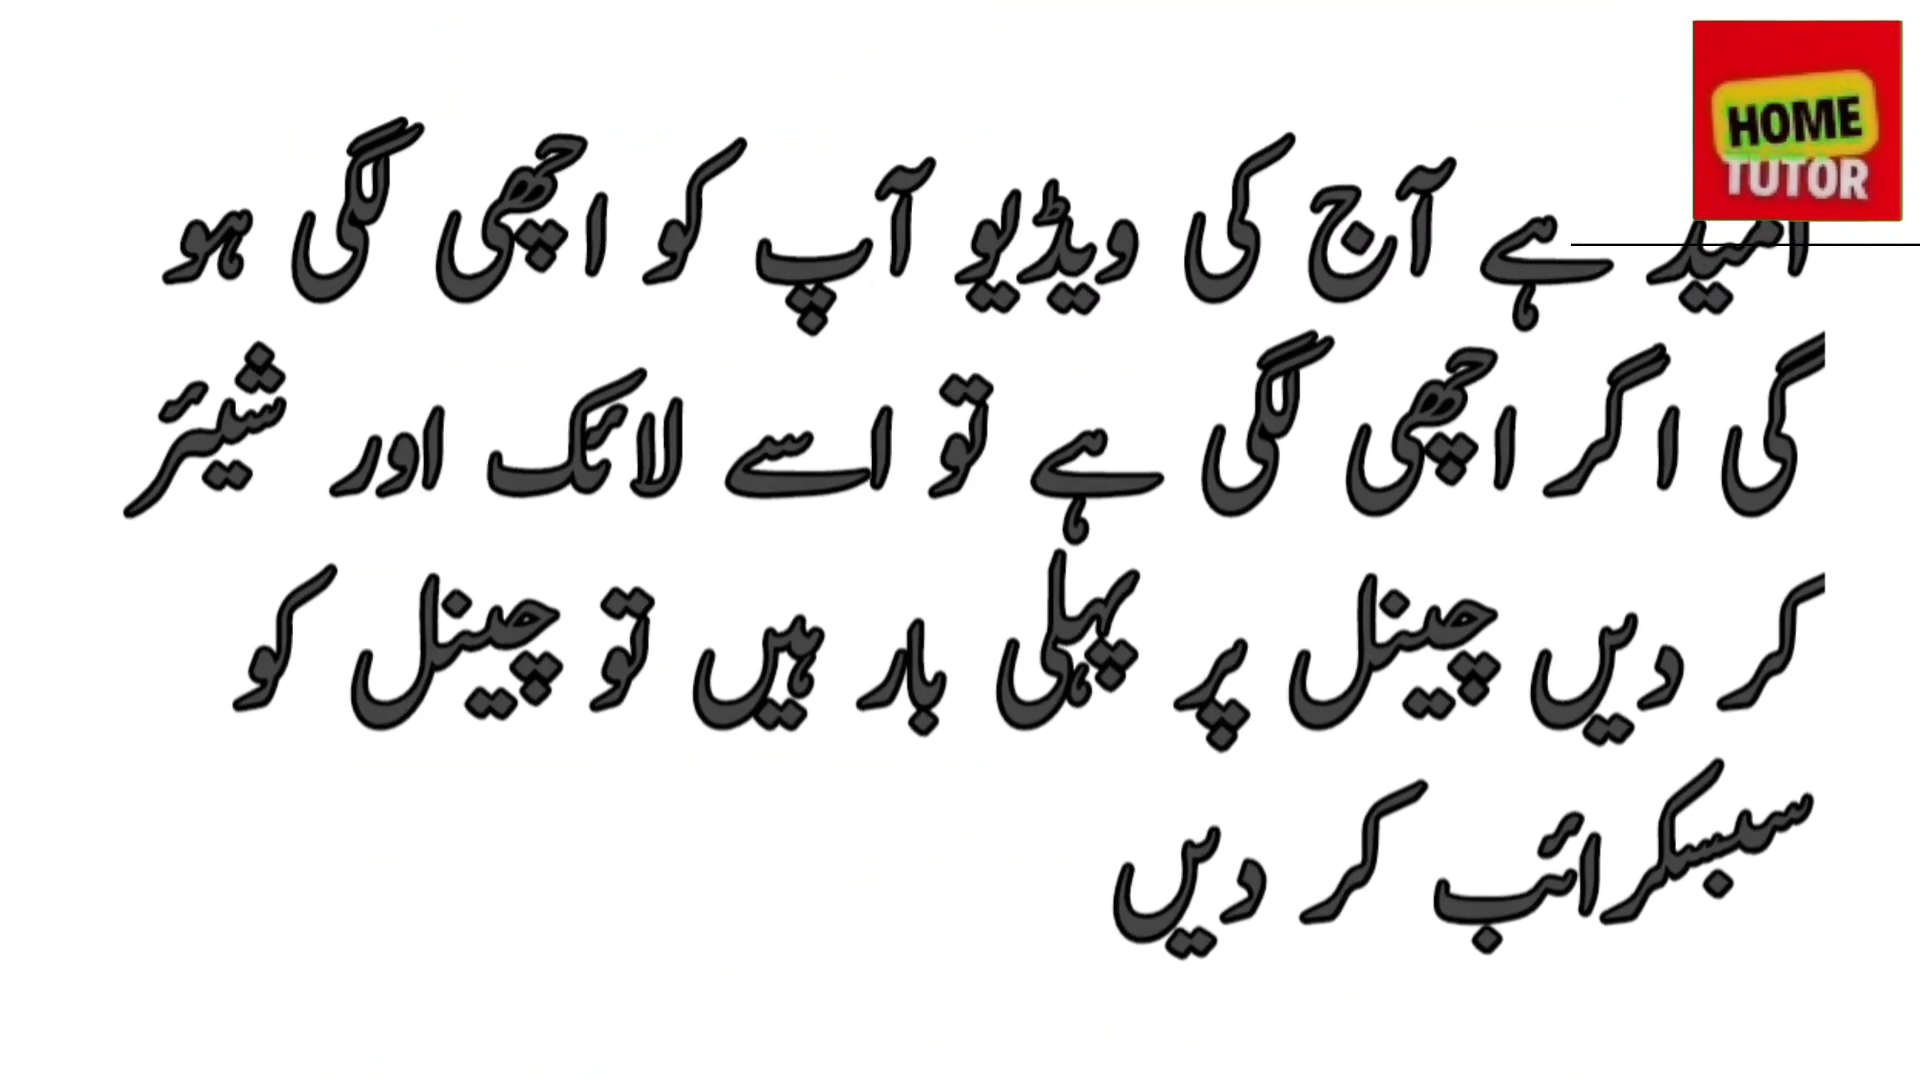 HOME
TUTOR
امید ہے آج کی ویڈیو آپ کو اچھی لگی ہو
گی اگر اچھی لگی ہے تو اسے لائک اور شیئر
کر دیں چینل پر پہلی بار ہیں تو چینل کو
سبسکرائب کر دیں